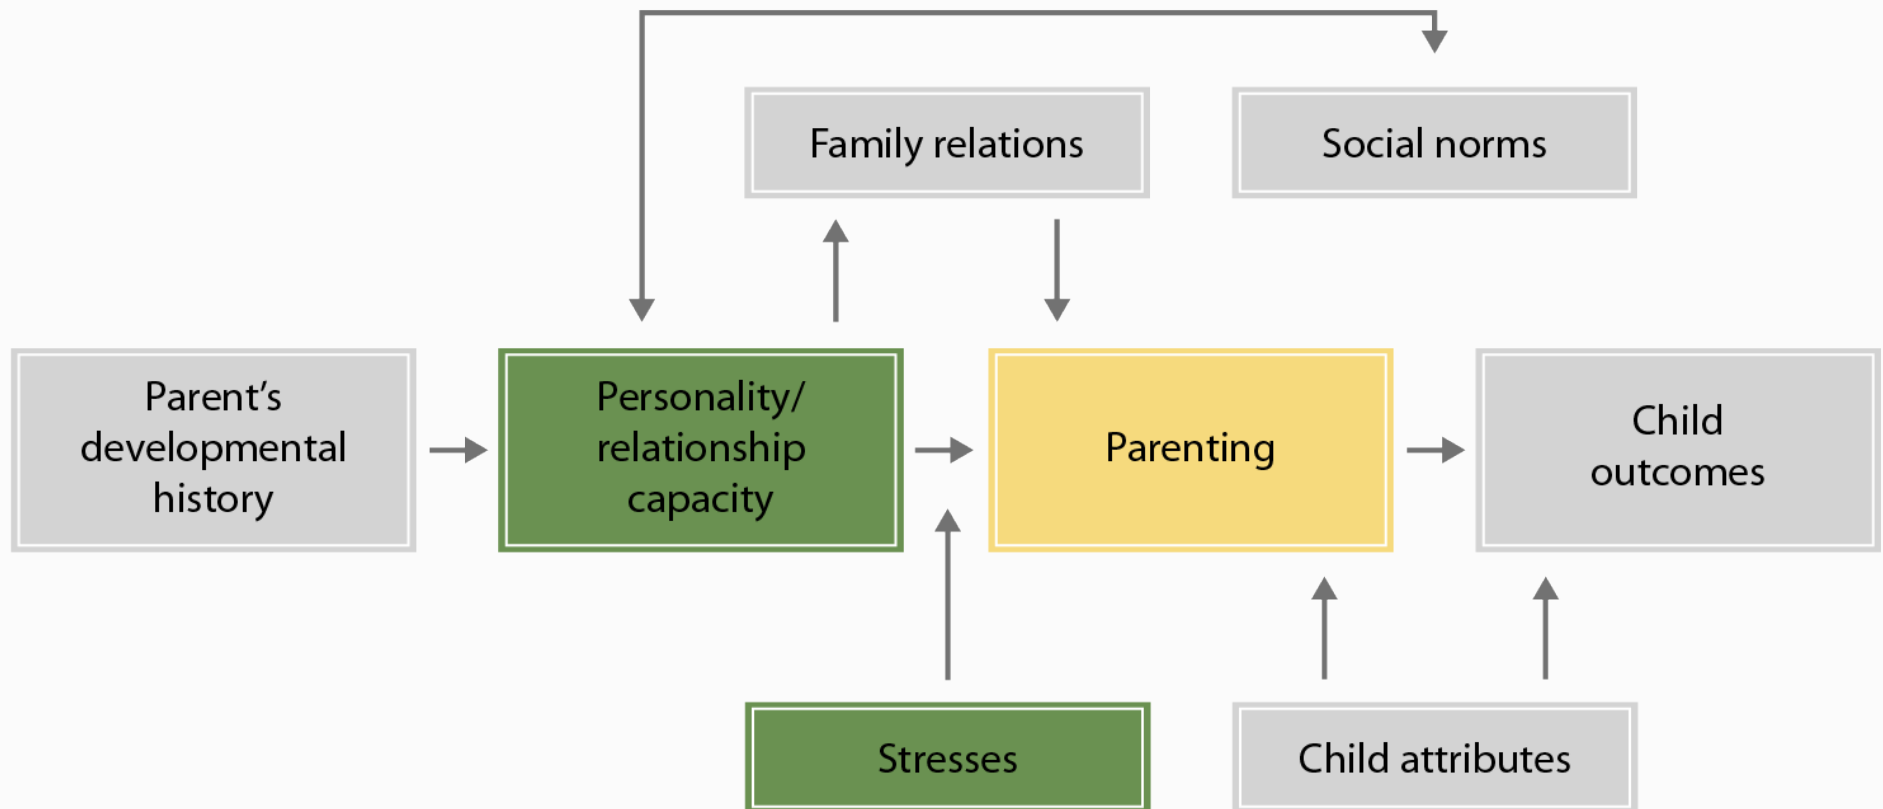 Family relations
Social norms
Parent’s
developmental
history
Personality/
relationship
capacity
Parenting
Child
outcomes
Stresses
Child attributes